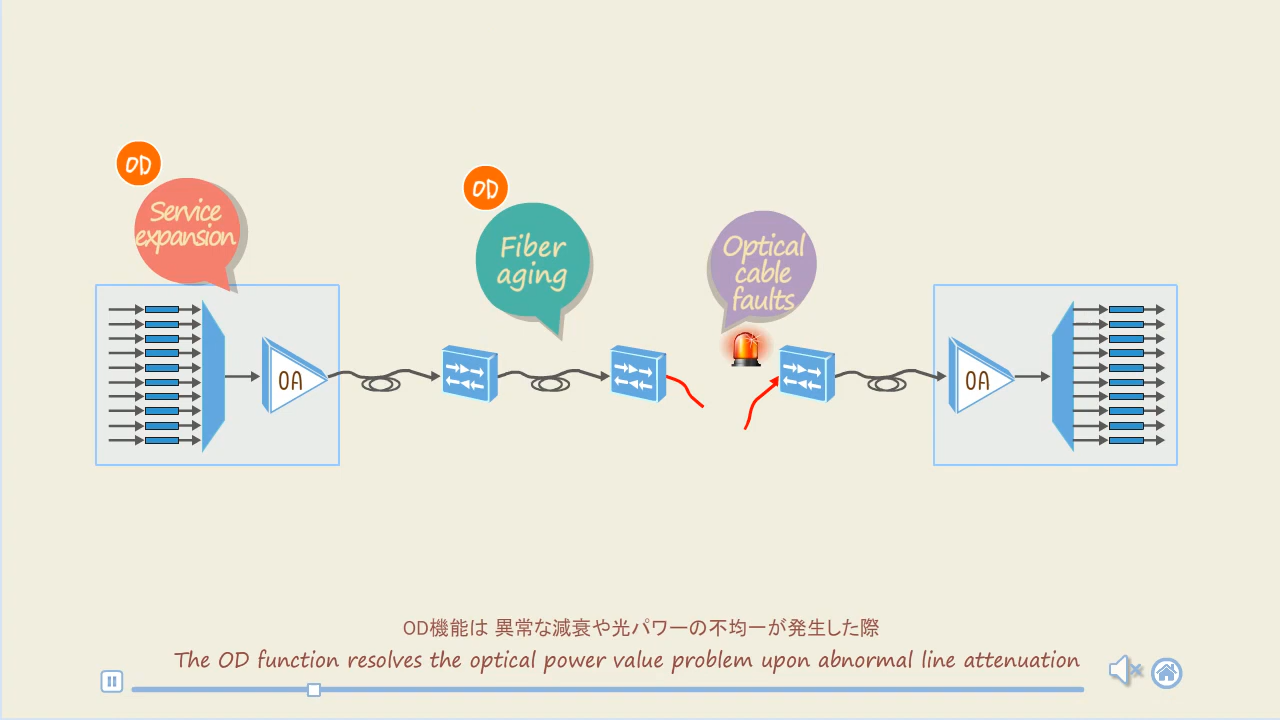 OD
Service
expansion
OD
Fiber
aging
Optical
cable
faults
OA
OA
OD機能は 異常な減衰や光パワーの不均一が発生した際
The OD function resolves the optical power value problem upon abnormal line attenuation